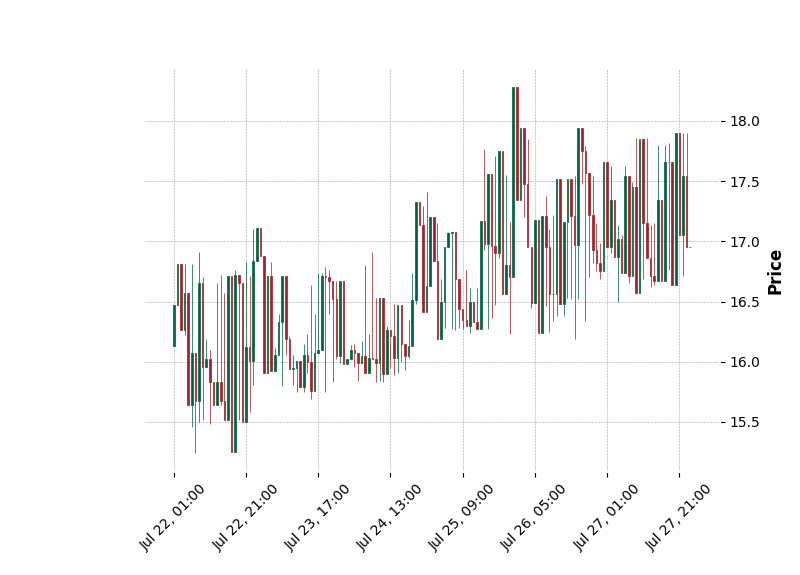 18.0
17.5
17.0
16.5
16.0
15.5
Price
Jul 22, 01:00
Jul 22, 21:00
Jul 23, 17:00
Jul 24, 13:00
Jul 25, 09:00
Jul 26, 05:00
Jul 27, 01:00
Jul 27, 21:00